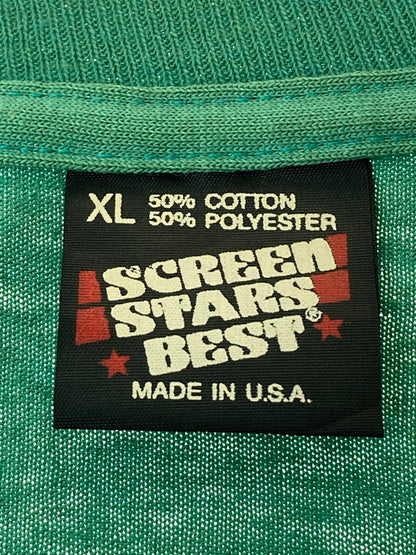 XL 50% COTTON
50% POLYESTER
SCREEN
STARS
BEST®
MADE IN U.S.A.